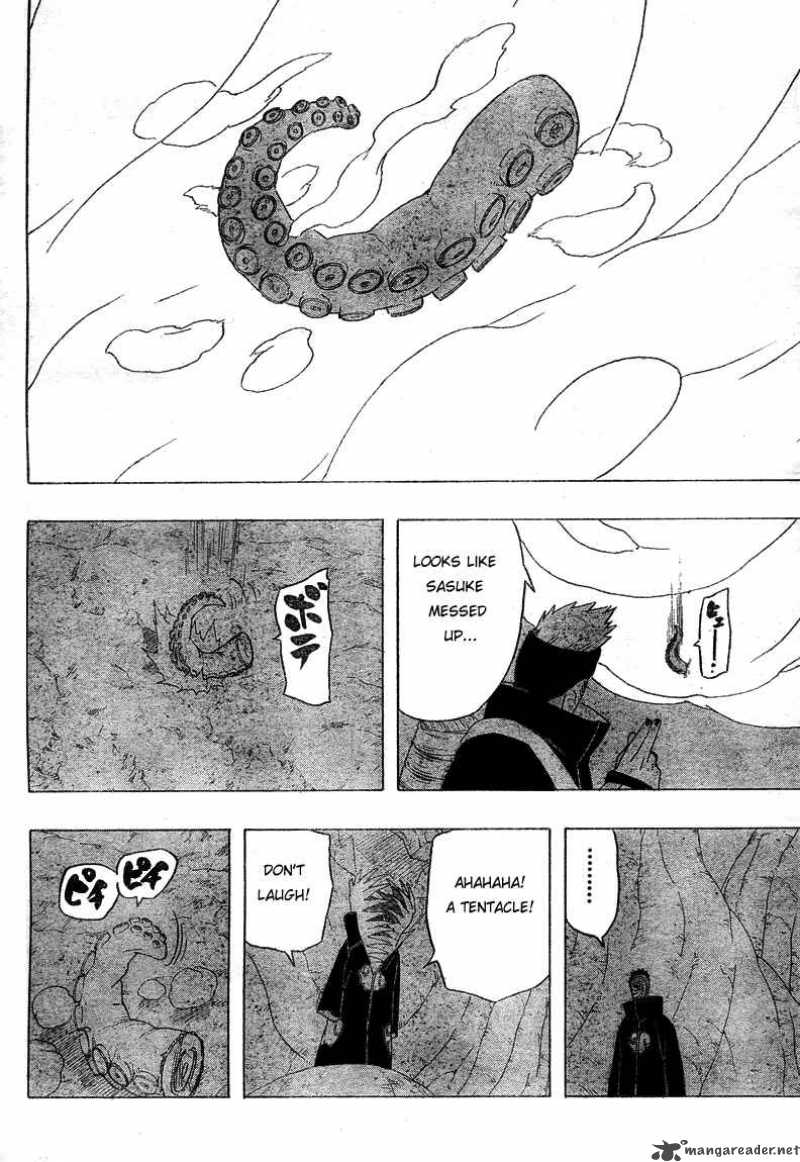 LOOKS LIKE
SASUKE
MESSED
UP...
ヒュー…
ボト
.........
AHAHAHA!
A TENTACLE!
DON'T
LAUGH!
ピチ
ピチ
mangareader.net